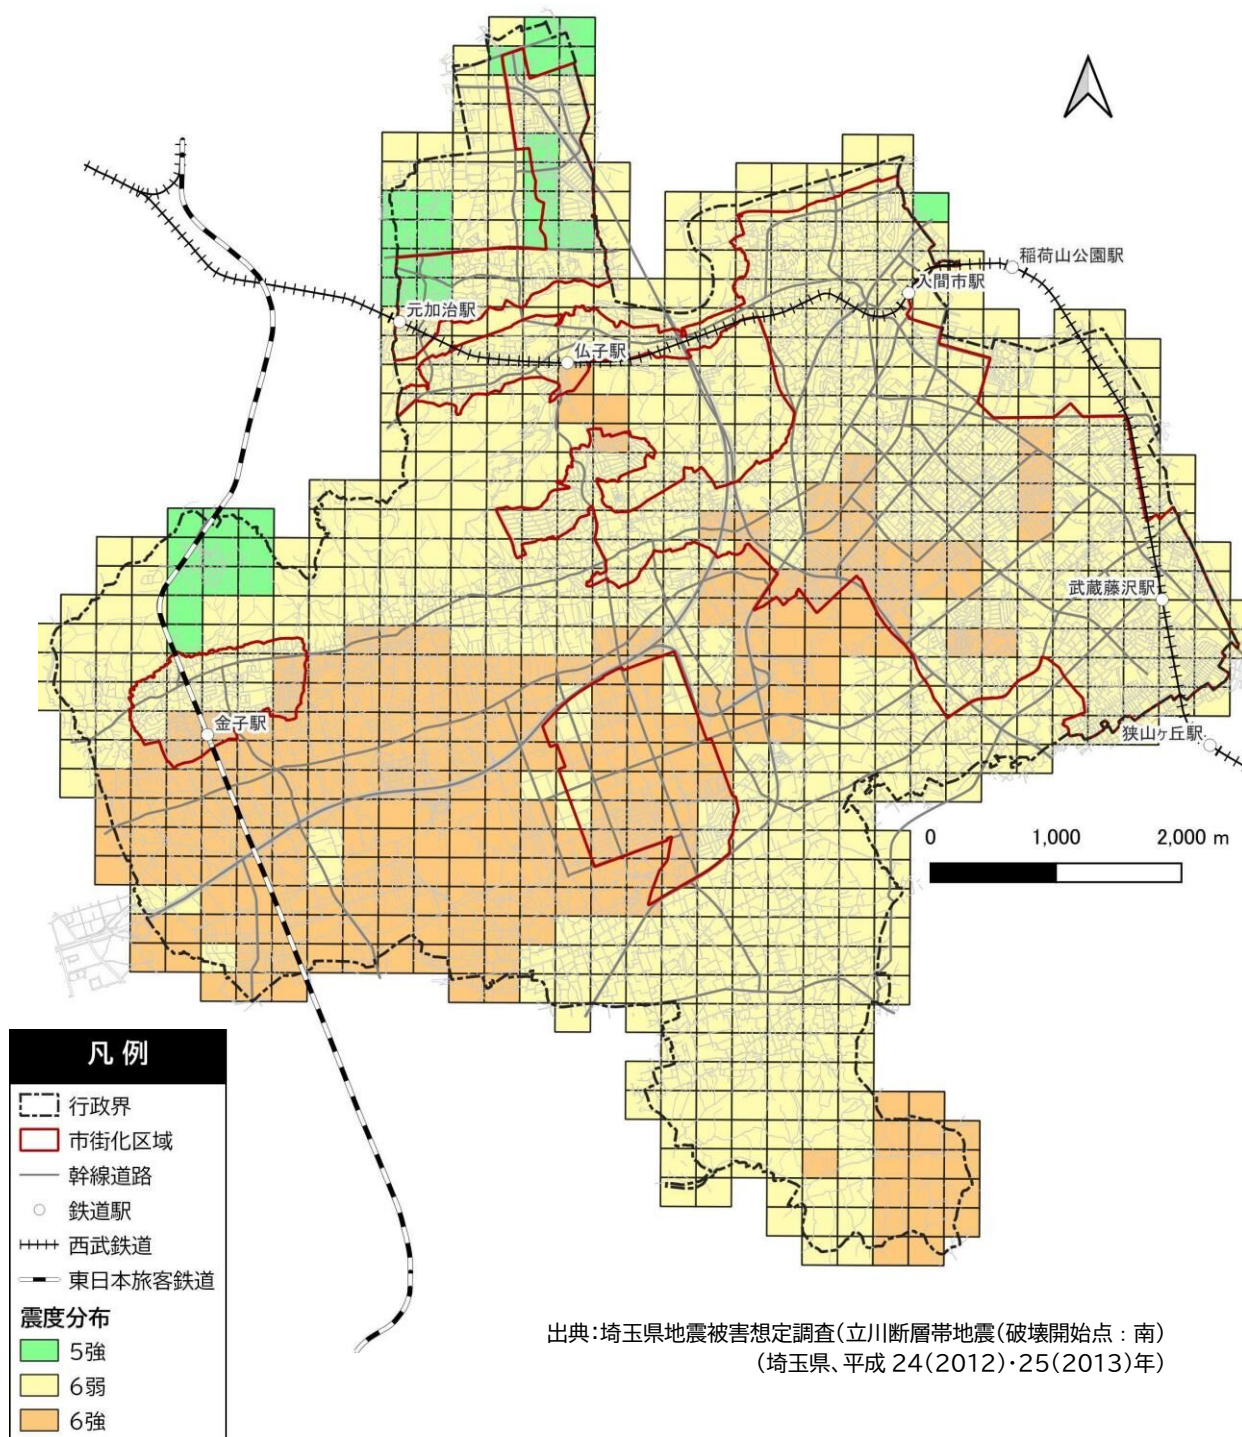 稲荷山公園駅
入間市駅
元加治駅
仏子駅
武蔵藤沢駅
金子駅
狭山ヶ丘駅
0 1,000 2,000 m
凡例
行政界
市街化区域
幹線道路
鉄道駅
西武鉄道
東日本旅客鉄道
震度分布
5強
6弱
6強
出典：埼玉県地震被害想定調査(立川断層帯地震(破壊開始点：南)
(埼玉県、平成 24(2012)・25(2013)年)